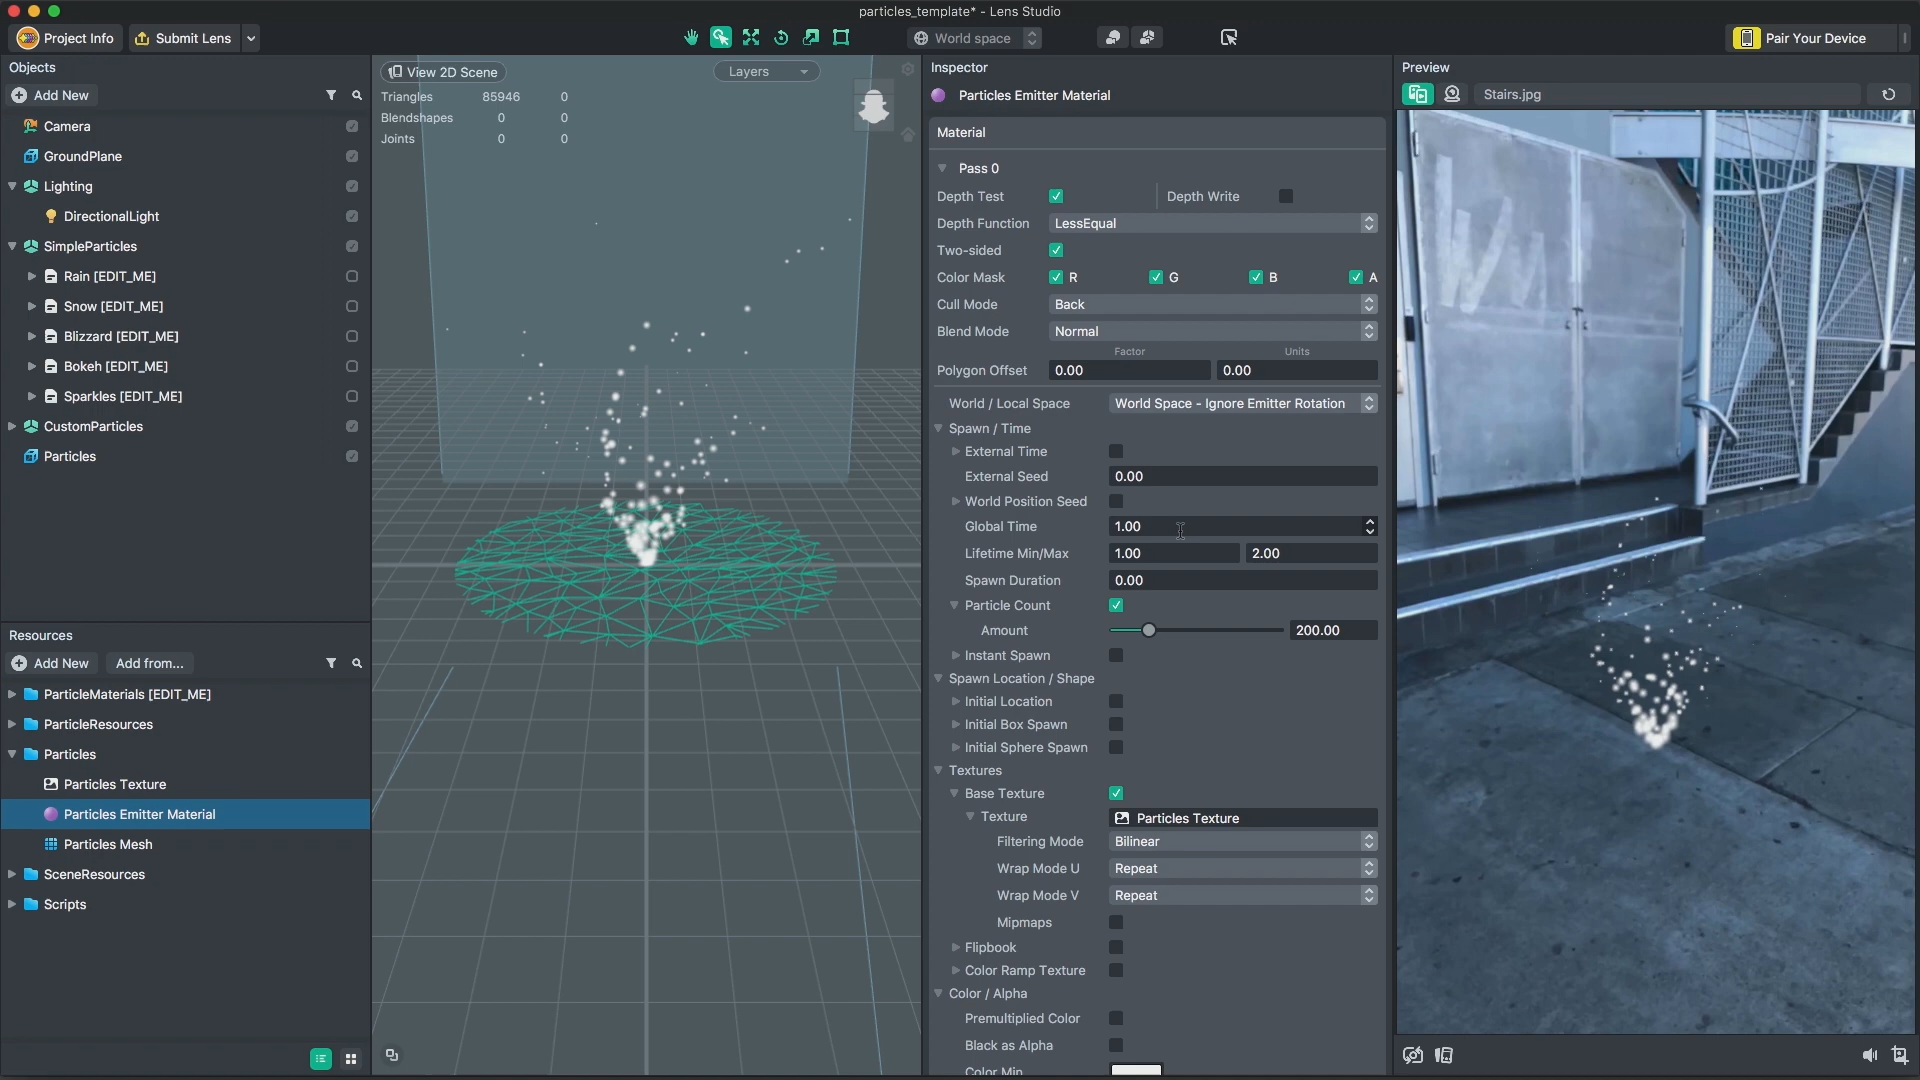 particles_template* - Lens Studio
Project Info
Submit Lens
World space
Pair Your Device
Objects
Add New
Camera
GroundPlane
Lighting
DirectionalLight
SimpleParticles
Rain [EDIT_ME]
Snow [EDIT_ME]
Blizzard [EDIT_ME]
Bokeh [EDIT_ME]
Sparkles [EDIT_ME]
CustomParticles
Particles
Resources
Add New Add from...
ParticleMaterials [EDIT_ME]
ParticleResources
Particles
Particles Texture
Particles Emitter Material
Particles Mesh
SceneResources
Scripts
View 2D Scene
Layers
Triangles 85946 0
Blendshapes 0 0
Joints 0 0
Inspector
Particles Emitter Material
Material
Pass 0
Depth Test Depth Write
Depth Function LessEqual
Two-sided
Color Mask R G B A
Cull Mode Back
Blend Mode Normal
Factor Units
Polygon Offset 0.00 0.00
World / Local Space World Space - Ignore Emitter Rotation
Spawn / Time
External Time
External Seed 0.00
World Position Seed
Global Time 1.00
Lifetime Min/Max 1.00 2.00
Spawn Duration 0.00
Particle Count
Amount 200.00
Instant Spawn
Spawn Location / Shape
Initial Location
Initial Box Spawn
Initial Sphere Spawn
Textures
Base Texture
Texture Particles Texture
Filtering Mode Bilinear
Wrap Mode U Repeat
Wrap Mode V Repeat
Mipmaps
Flipbook
Color Ramp Texture
Color / Alpha
Premultiplied Color
Black as Alpha
Color Min
Preview
Stairs.jpg